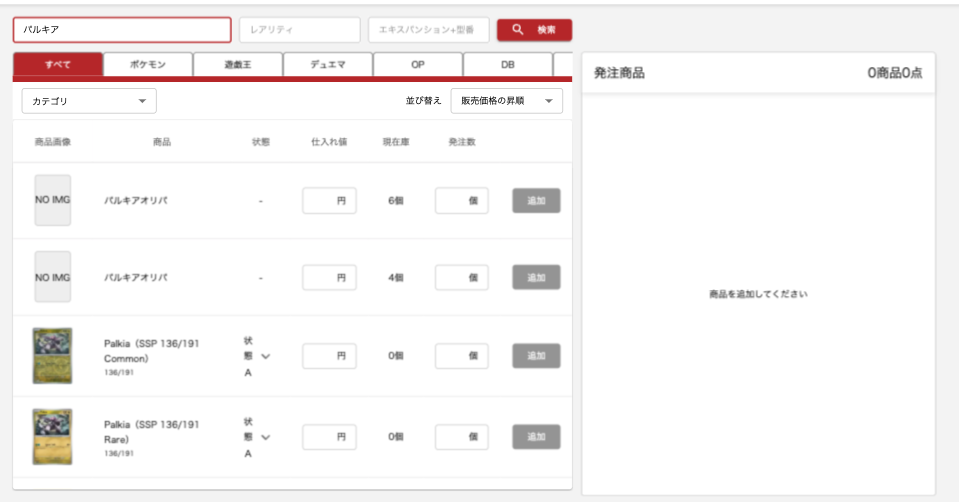 パルキア
レアリティ
エキスパンション+型番
検索
すべて
ポケモン
遊戯王
デュエマ
OP
DB
カテゴリ
並び替え
販売価格の昇順
商品画像
商品
状態
仕入れ値
現在庫
発注数
NO IMG
パルキアオリパ
-
円
6個
個
追加
NO IMG
パルキアオリパ
-
円
4個
個
追加
Palkia (SSP 136/191
Common)
136/191
状
態
A
円
0個
個
追加
Palkia (SSP 136/191
Rare)
136/191
状
態
A
円
0個
個
追加
発注商品
0商品0点
商品を追加してください